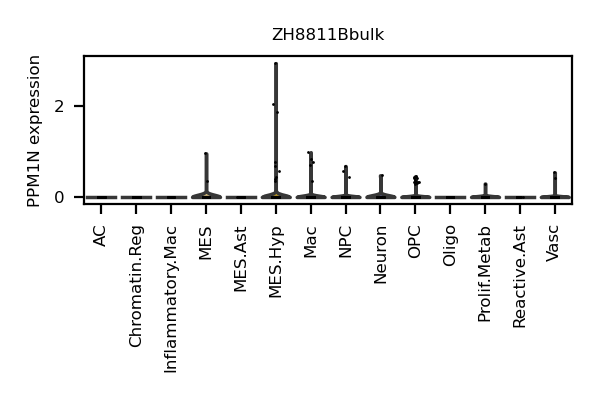 ZH8811Bbulk
PPM1N expression
2
0
AC
Chromatin.Reg
Inflammatory.Mac
MES
MES.Ast
MES.Hyp
Mac
NPC
Neuron
OPC
Oligo
Prolif.Metab
Reactive.Ast
Vasc